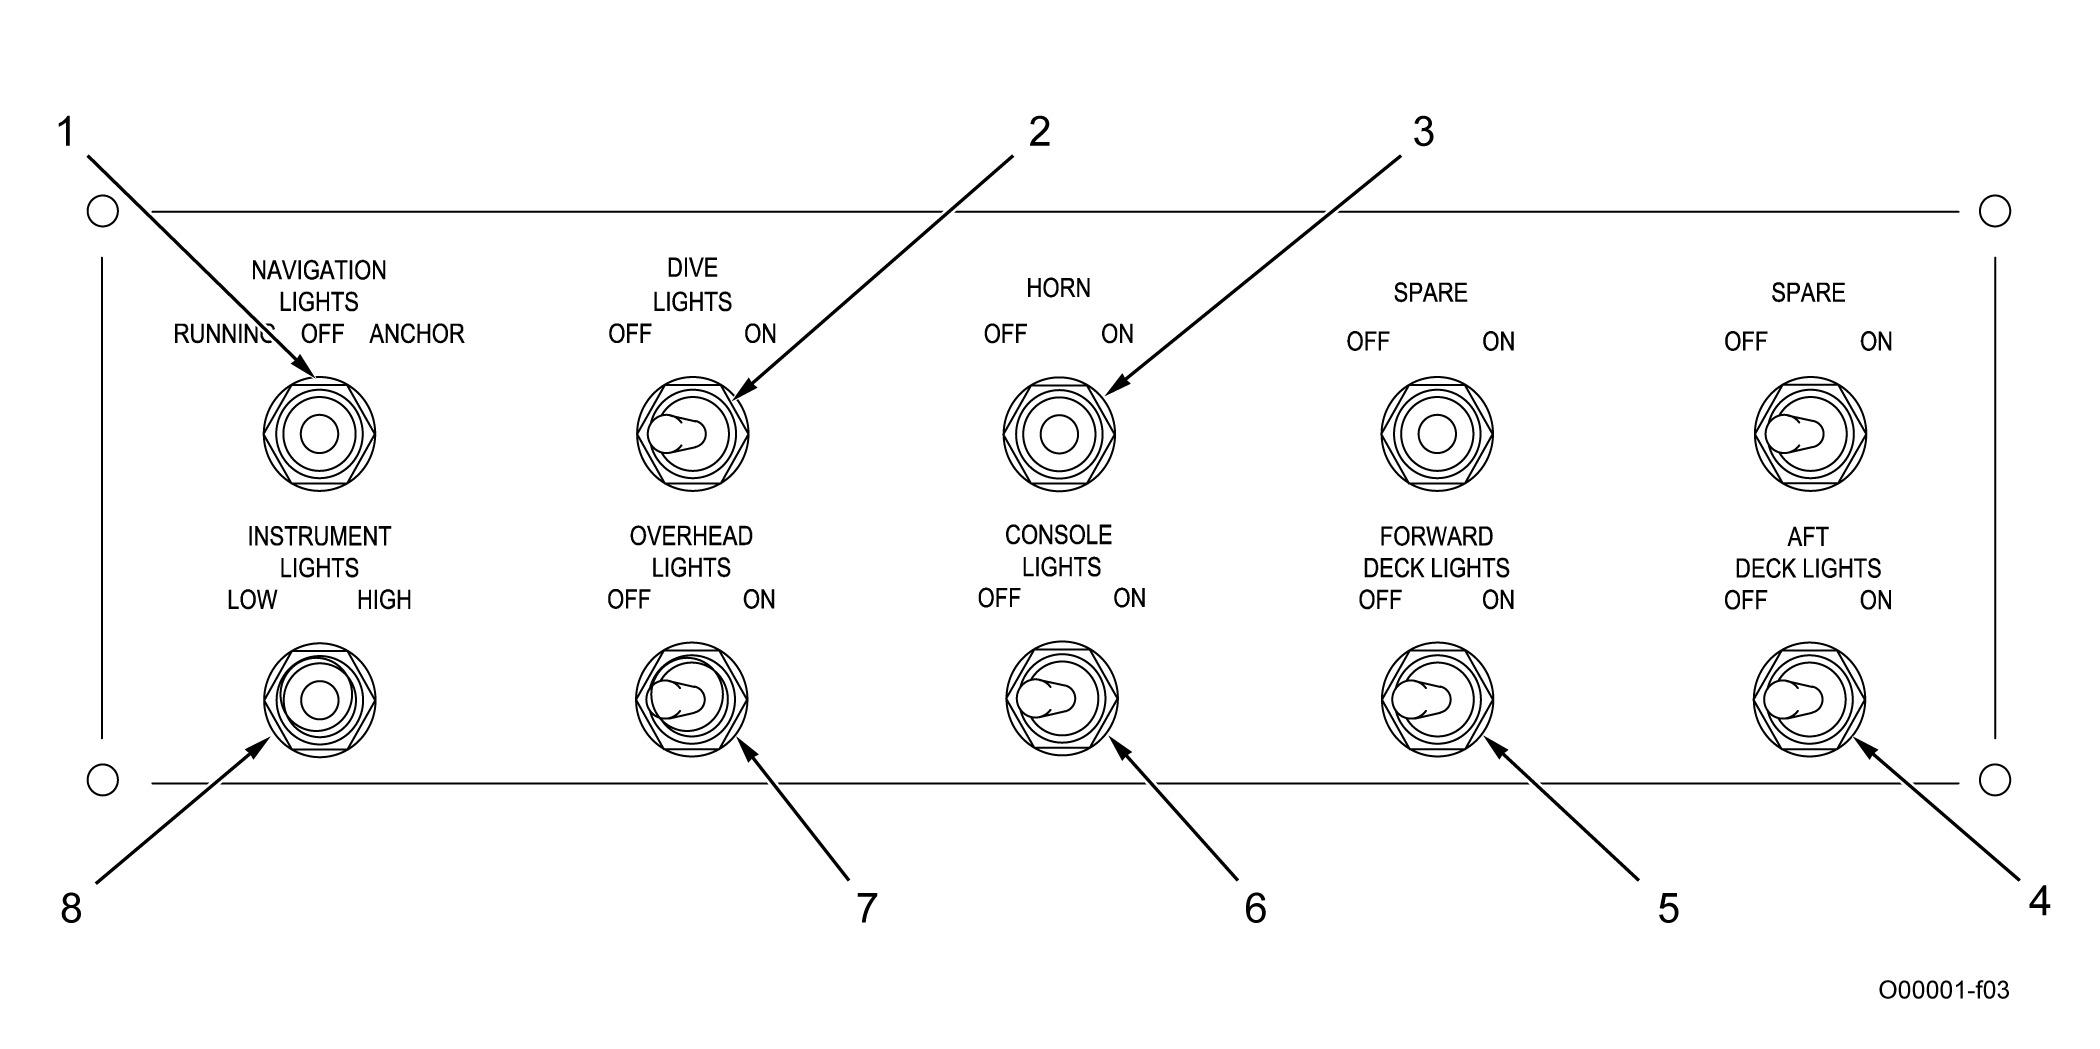 1 2 3
NAVIGATION
LIGHTS
RUNNING OFF ANCHOR
DIVE
LIGHTS
OFF ON
HORN
OFF ON
SPARE
OFF ON
SPARE
OFF ON
INSTRUMENT
LIGHTS
LOW HIGH
OVERHEAD
LIGHTS
OFF ON
CONSOLE
LIGHTS
OFF ON
FORWARD
DECK LIGHTS
OFF ON
AFT
DECK LIGHTS
OFF ON
8 7 6 5 4
O00001-f03